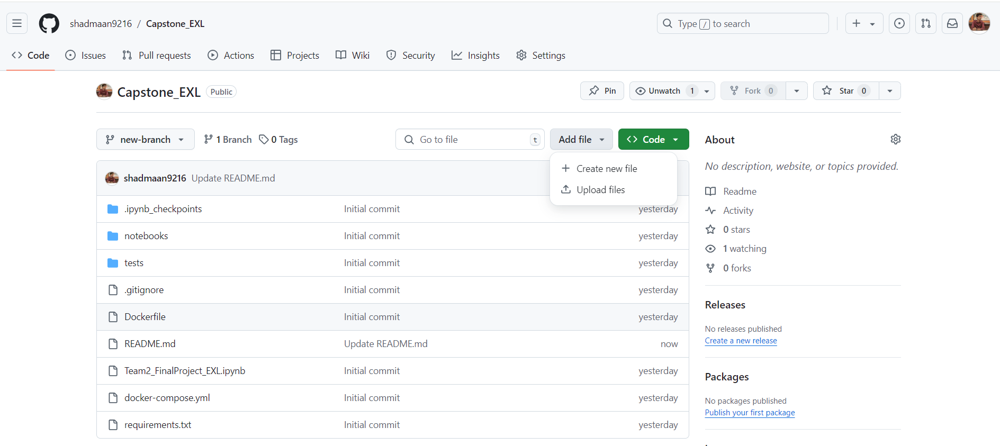 shadmaan9216 / Capstone_EXL
Type / to search
Code Issues Pull requests Actions Projects Wiki Security Insights Settings
Capstone_EXL Public
Pin Unwatch 1 Fork 0 Star 0
new-branch 1 Branch 0 Tags Go to file t Add file Code
Create new file
Upload files
shadmaan9216 Update README.md
.ipynb_checkpoints Initial commit yesterday
notebooks Initial commit yesterday
tests Initial commit yesterday
.gitignore Initial commit yesterday
Dockerfile Initial commit yesterday
README.md Update README.md now
Team2_FinalProject_EXL.ipynb Initial commit yesterday
docker-compose.yml Initial commit yesterday
requirements.txt Initial commit yesterday
About
No description, website, or topics provided.
Readme
Activity
0 stars
1 watching
0 forks
Releases
No releases published
Create a new release
Packages
No packages published
Publish your first package